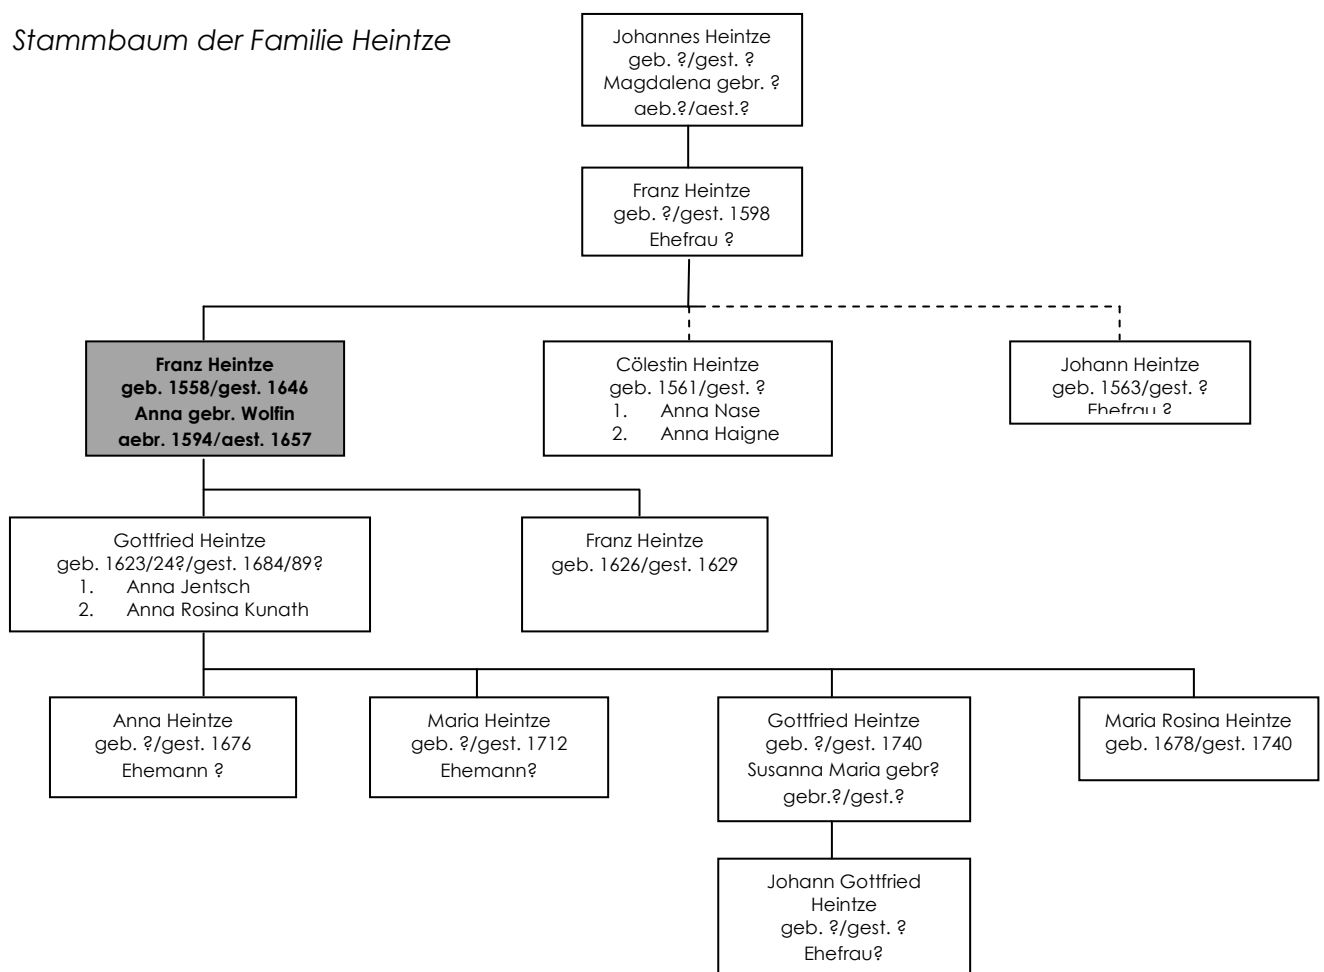 Stammbaum der Familie Heintze
Johannes Heintze
geb. ?/gest. ?
Magdalena gebr. ?
geb.?/gest.?
Franz Heintze
geb. ?/gest. 1598
Ehefrau ?
Franz Heintze
geb. 1558/gest. 1646
Anna gebr. Wolfin
gebr. 1594/gest. 1657
Cölestin Heintze
geb. 1561/gest. ?
1. Anna Nase
2. Anna Haigne
Johann Heintze
geb. 1563/gest. ?
Ehefrau ?
Gottfried Heintze
geb. 1623/24?/gest. 1684/89?
1. Anna Jentsch
2. Anna Rosina Kunath
Franz Heintze
geb. 1626/gest. 1629
Anna Heintze
geb. ?/gest. 1676
Ehemann ?
Maria Heintze
geb. ?/gest. 1712
Ehemann?
Gottfried Heintze
geb. ?/gest. 1740
Susanna Maria gebr?
gebr.?/gest.?
Maria Rosina Heintze
geb. 1678/gest. 1740
Johann Gottfried
Heintze
geb. ?/gest. ?
Ehefrau?